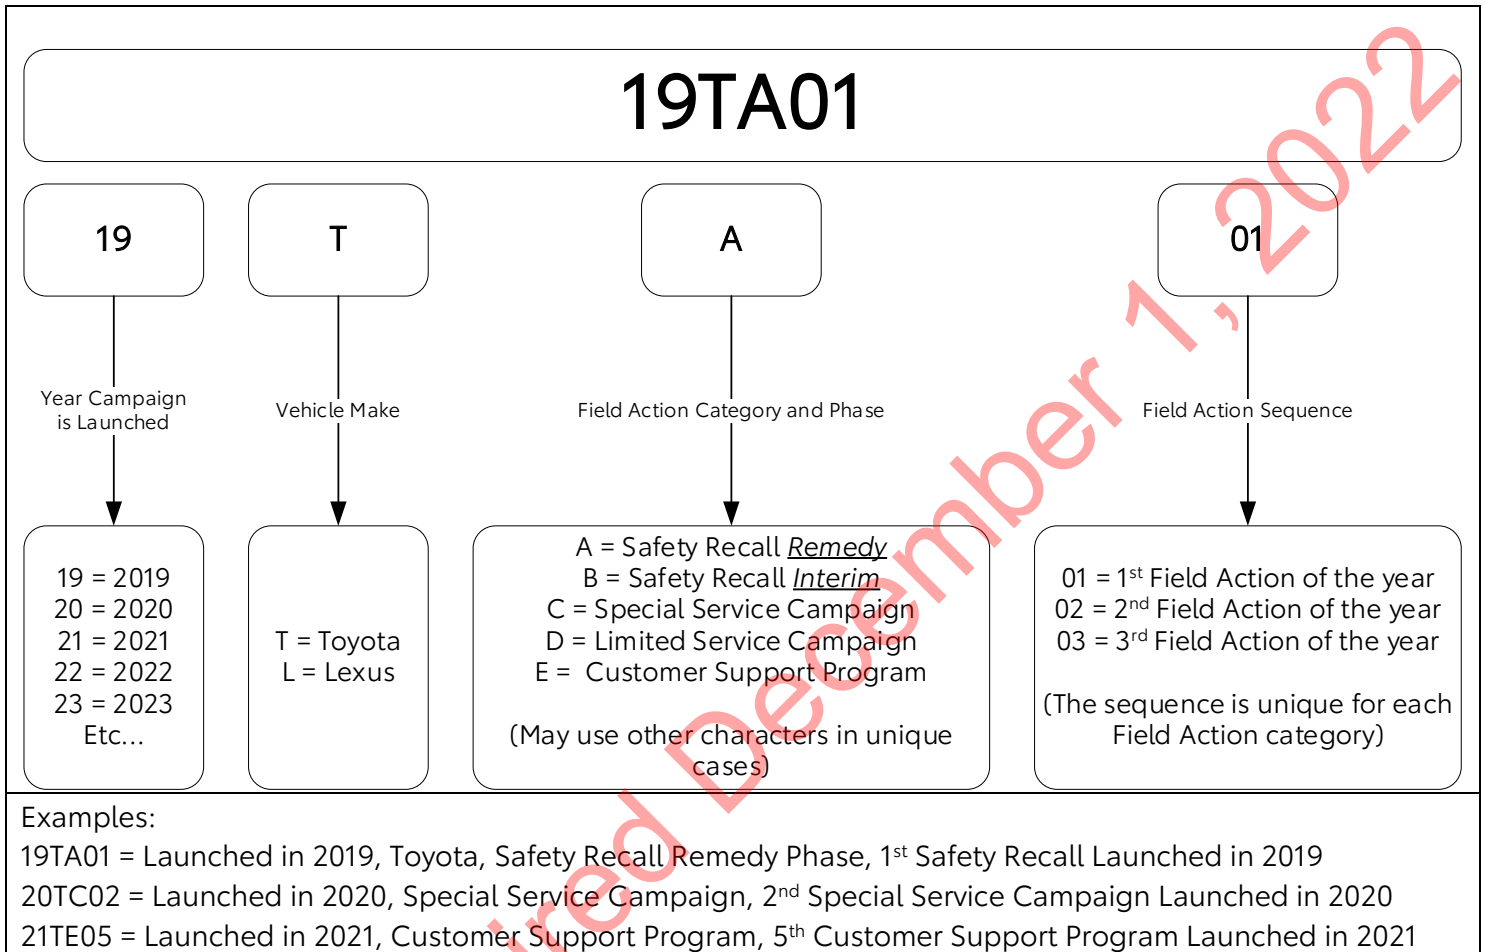 19TA01
19
T
A
01
Year Campaign
is Launched
Vehicle Make
Field Action Category and Phase
Field Action Sequence
19 = 2019
20 = 2020
21 = 2021
22 = 2022
23 = 2023
Etc...
T = Toyota
L = Lexus
A = Safety Recall Remedy
B = Safety Recall Interim
C = Special Service Campaign
D = Limited Service Campaign
E =  Customer Support Program
(May use other characters in unique
cases)
01 = 1st Field Action of the year
02 = 2nd Field Action of the year
03 = 3rd Field Action of the year
(The sequence is unique for each
Field Action category)
Examples:
19TA01 = Launched in 2019, Toyota, Safety Recall Remedy Phase, 1st Safety Recall Launched in 2019
20TC02 = Launched in 2020, Special Service Campaign, 2nd Special Service Campaign Launched in 2020
21TE05 = Launched in 2021, Customer Support Program, 5th Customer Support Program Launched in 2021
ired December 1, 2022